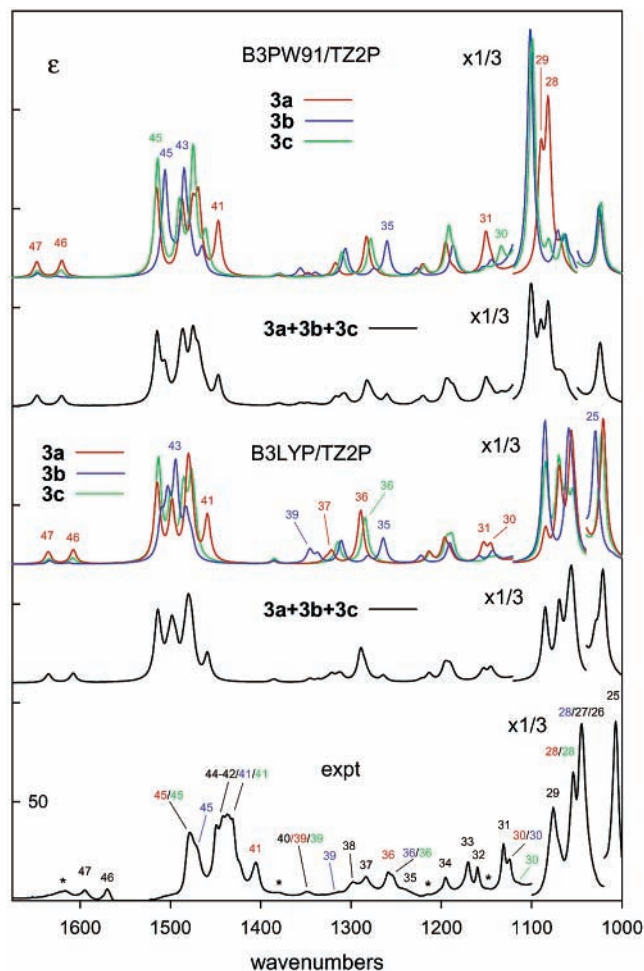 ε
B3PW91/TZ2P
x1/3
3a
3b
3c
29
28
45
45
43
41
47
46
35
31
30
3a+3b+3c
x1/3
3a
3b
3c
B3LYP/TZ2P
x1/3
25
43
41
47
46
39
37
36
36
35
31
30
3a+3b+3c
x1/3
expt
x1/3
50
* 47 46
45/45
45
44-42/41/41
41
* 40/39/39
39
38
37
36
36/36
35
*
34
33
32
*
31
30/30
30
29
28/28
28/27/26
25
1600 1500 1400 1300 1200 1100 1000
wavenumbers